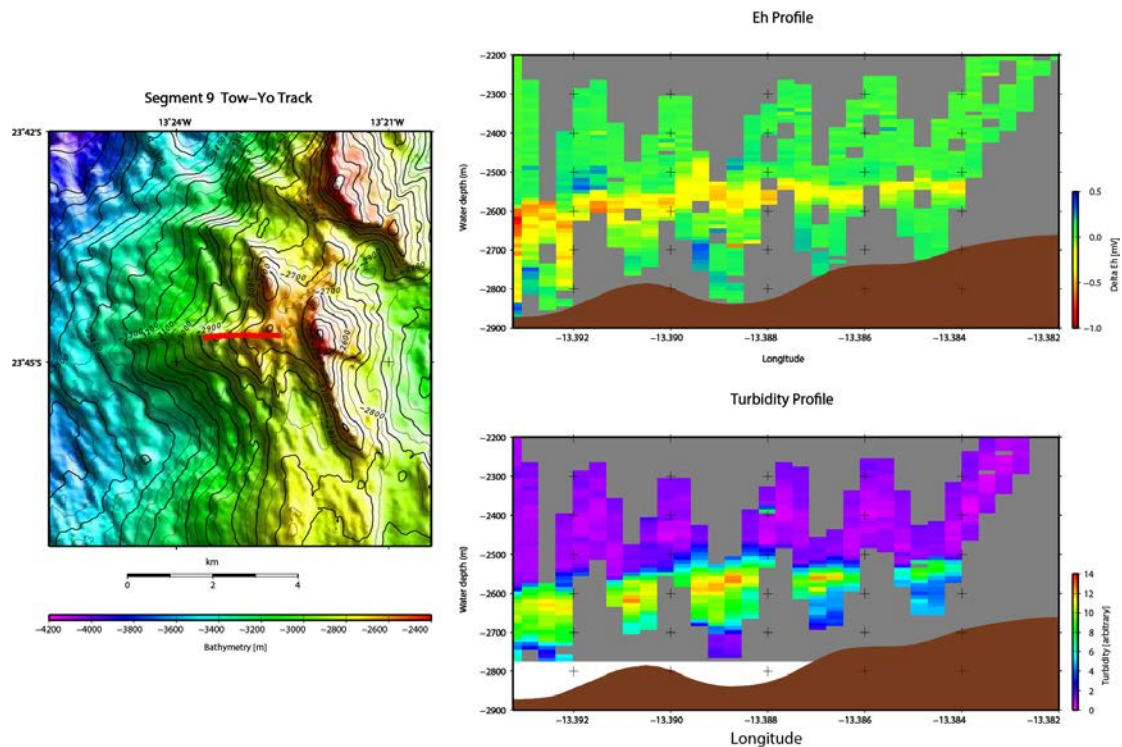 Segment 9 Tow-Yo Track
13°24'W
13°21'W
23°42'S
23°45'S
-2700
-2700
-2900
-2600
-2800
km
0
2
4
-4200 -4000 -3800 -3600 -3400 -3200 -3000 -2800 -2600 -2400
Bathymetry [m]
Eh Profile
Water depth (m)
-2200
-2300
-2400
-2500
-2600
-2700
-2800
-2900
-13.392 -13.390 -13.388 -13.386 -13.384 -13.382
Longitude
0.5
0.0
-0.5
-1.0
Delta Eh [mV]
Turbidity Profile
Water depth (m)
-2200
-2300
-2400
-2500
-2600
-2700
-2800
-2900
-13.392 -13.390 -13.388 -13.386 -13.384 -13.382
Longitude
14
12
10
8
6
4
2
0
Turbidity [arbitrary]